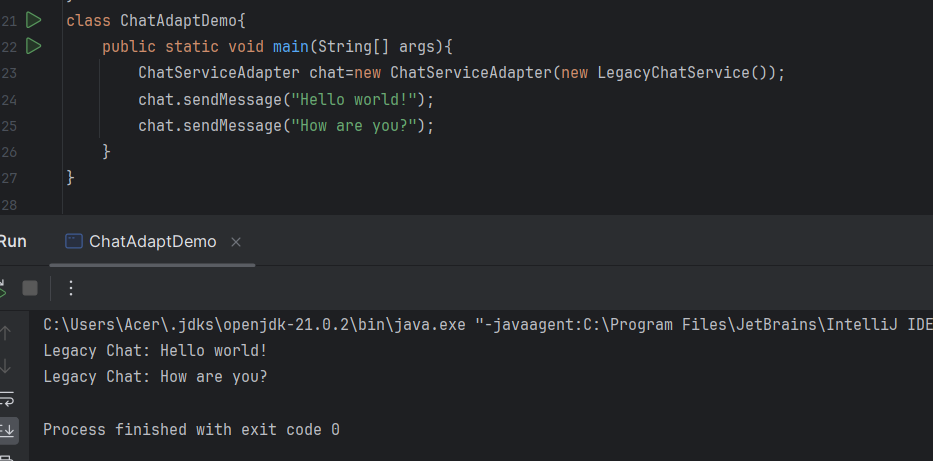 21 class ChatAdaptDemo{
22 public static void main(String[] args){
23 ChatServiceAdapter chat=new ChatServiceAdapter(new LegacyChatService());
24 chat.sendMessage("Hello world!");
25 chat.sendMessage("How are you?");
26 }
27 }
28
Run ChatAdaptDemo
C:\Users\Acer\.jdks\openjdk-21.0.2\bin\java.exe "-javaagent:C:\Program Files\JetBrains\IntelliJ IDE
Legacy Chat: Hello world!
Legacy Chat: How are you?
Process finished with exit code 0